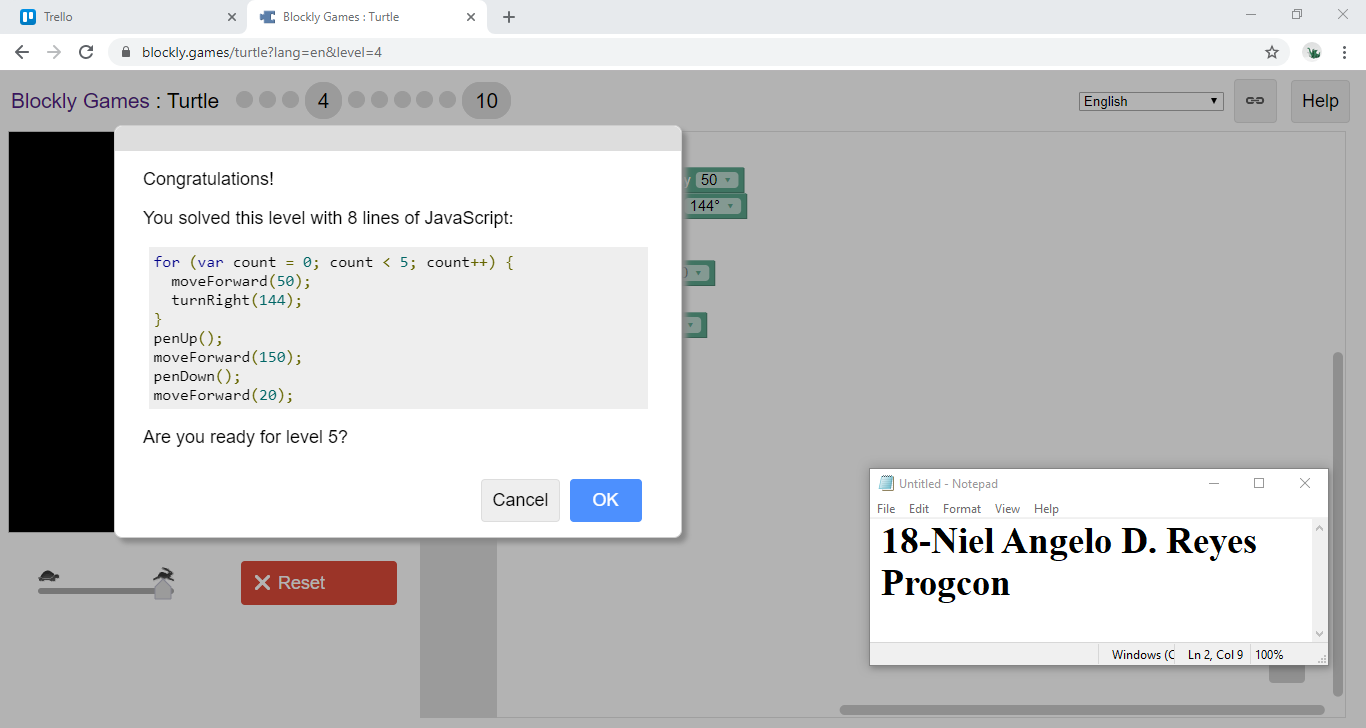 Trello
Blockly Games : Turtle
blockly.games/turtle?lang=en&level=4
Blockly Games : Turtle 4 10
English
Help
Congratulations!
You solved this level with 8 lines of JavaScript:
for (var count = 0; count < 5; count++) {
  moveForward(50);
  turnRight(144);
}
penUp();
moveForward(150);
penDown();
moveForward(20);
Are you ready for level 5?
Cancel OK
50
144°
Reset
Untitled - Notepad
File Edit Format View Help
18-Niel Angelo D. Reyes
Progcon
Windows (C Ln 2, Col 9 100%